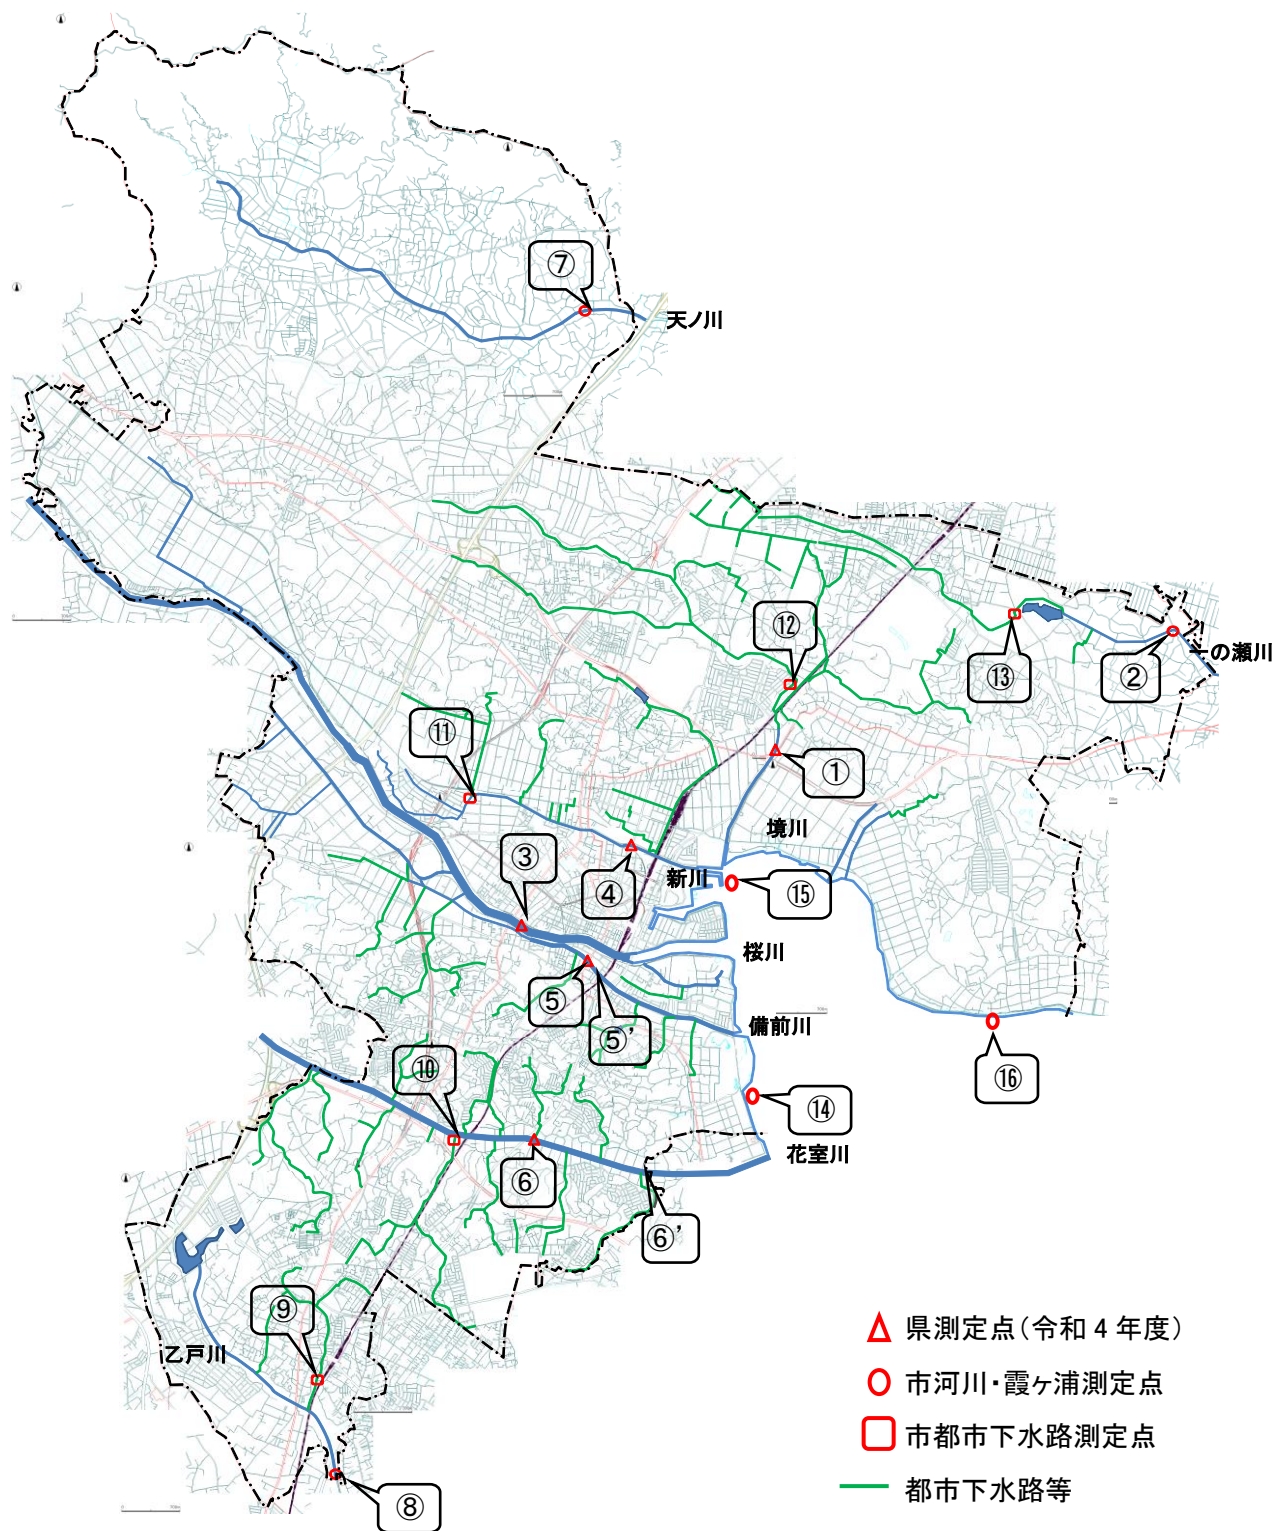 ⑦
天ノ川
⑫
⑬
②
一の瀬川
⑪
①
境川
③
④
新川
⑮
桜川
⑤
⑤'
備前川
⑯
⑩
⑭
花室川
⑥
⑥'
⑨
乙戸川
⑧
県測定点(令和4年度)
市河川・霞ヶ浦測定点
市都市下水路測定点
都市下水路等